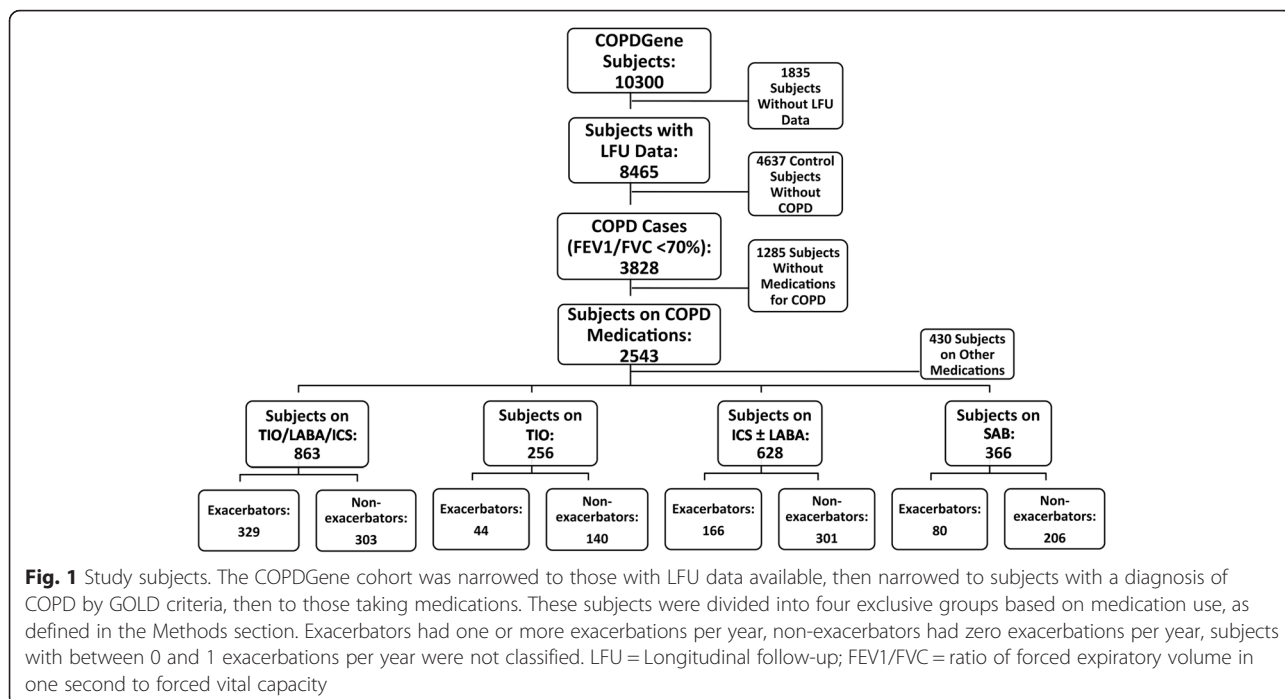 COPDGene
Subjects:
10300
1835
Subjects
Without LFU
Data
Subjects with
LFU Data:
8465
4637 Control
Subjects
Without
COPD
COPD Cases
(FEV1/FVC <70%):
3828
1285 Subjects
Without
Medications
for COPD
Subjects on COPD
Medications:
2543
430 Subjects
on Other
Medications
Subjects on
TIO/LABA/ICS:
863
Subjects on
TIO:
256
Subjects on
ICS ± LABA:
628
Subjects on
SAB:
366
Exacerbators:
329
Non-
exacerbators:
303
Exacerbators:
44
Non-
exacerbators:
140
Exacerbators:
166
Non-
exacerbators:
301
Exacerbators:
80
Non-
exacerbators:
206
Fig. 1 Study subjects. The COPDGene cohort was narrowed to those with LFU data available, then narrowed to subjects with a diagnosis of
COPD by GOLD criteria, then to those taking medications. These subjects were divided into four exclusive groups based on medication use, as
defined in the Methods section. Exacerbators had one or more exacerbations per year, non-exacerbators had zero exacerbations per year, subjects
with between 0 and 1 exacerbations per year were not classified. LFU = Longitudinal follow-up; FEV1/FVC = ratio of forced expiratory volume in
one second to forced vital capacity